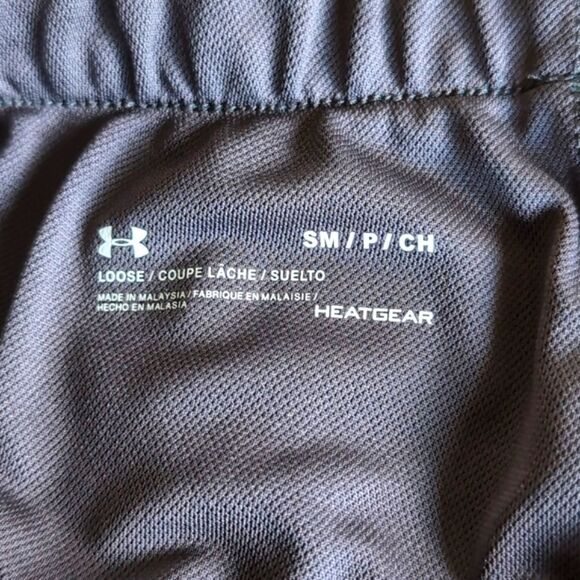 SM / P / CH
LOOSE / COUPE LÂCHE / SUELTO
MADE IN MALAYSIA / FABRIQUE EN MALAISIE /
HECHO EN MALASIA
HEATGEAR